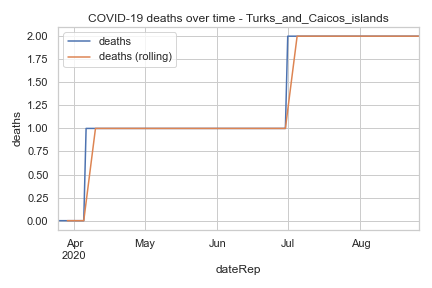 COVID-19 deaths over time - Turks_and_Caicos_islands
deaths
deaths (rolling)
2.00
1.75
1.50
1.25
1.00
0.75
0.50
0.25
0.00
deaths
Apr May Jun Jul Aug
2020
dateRep